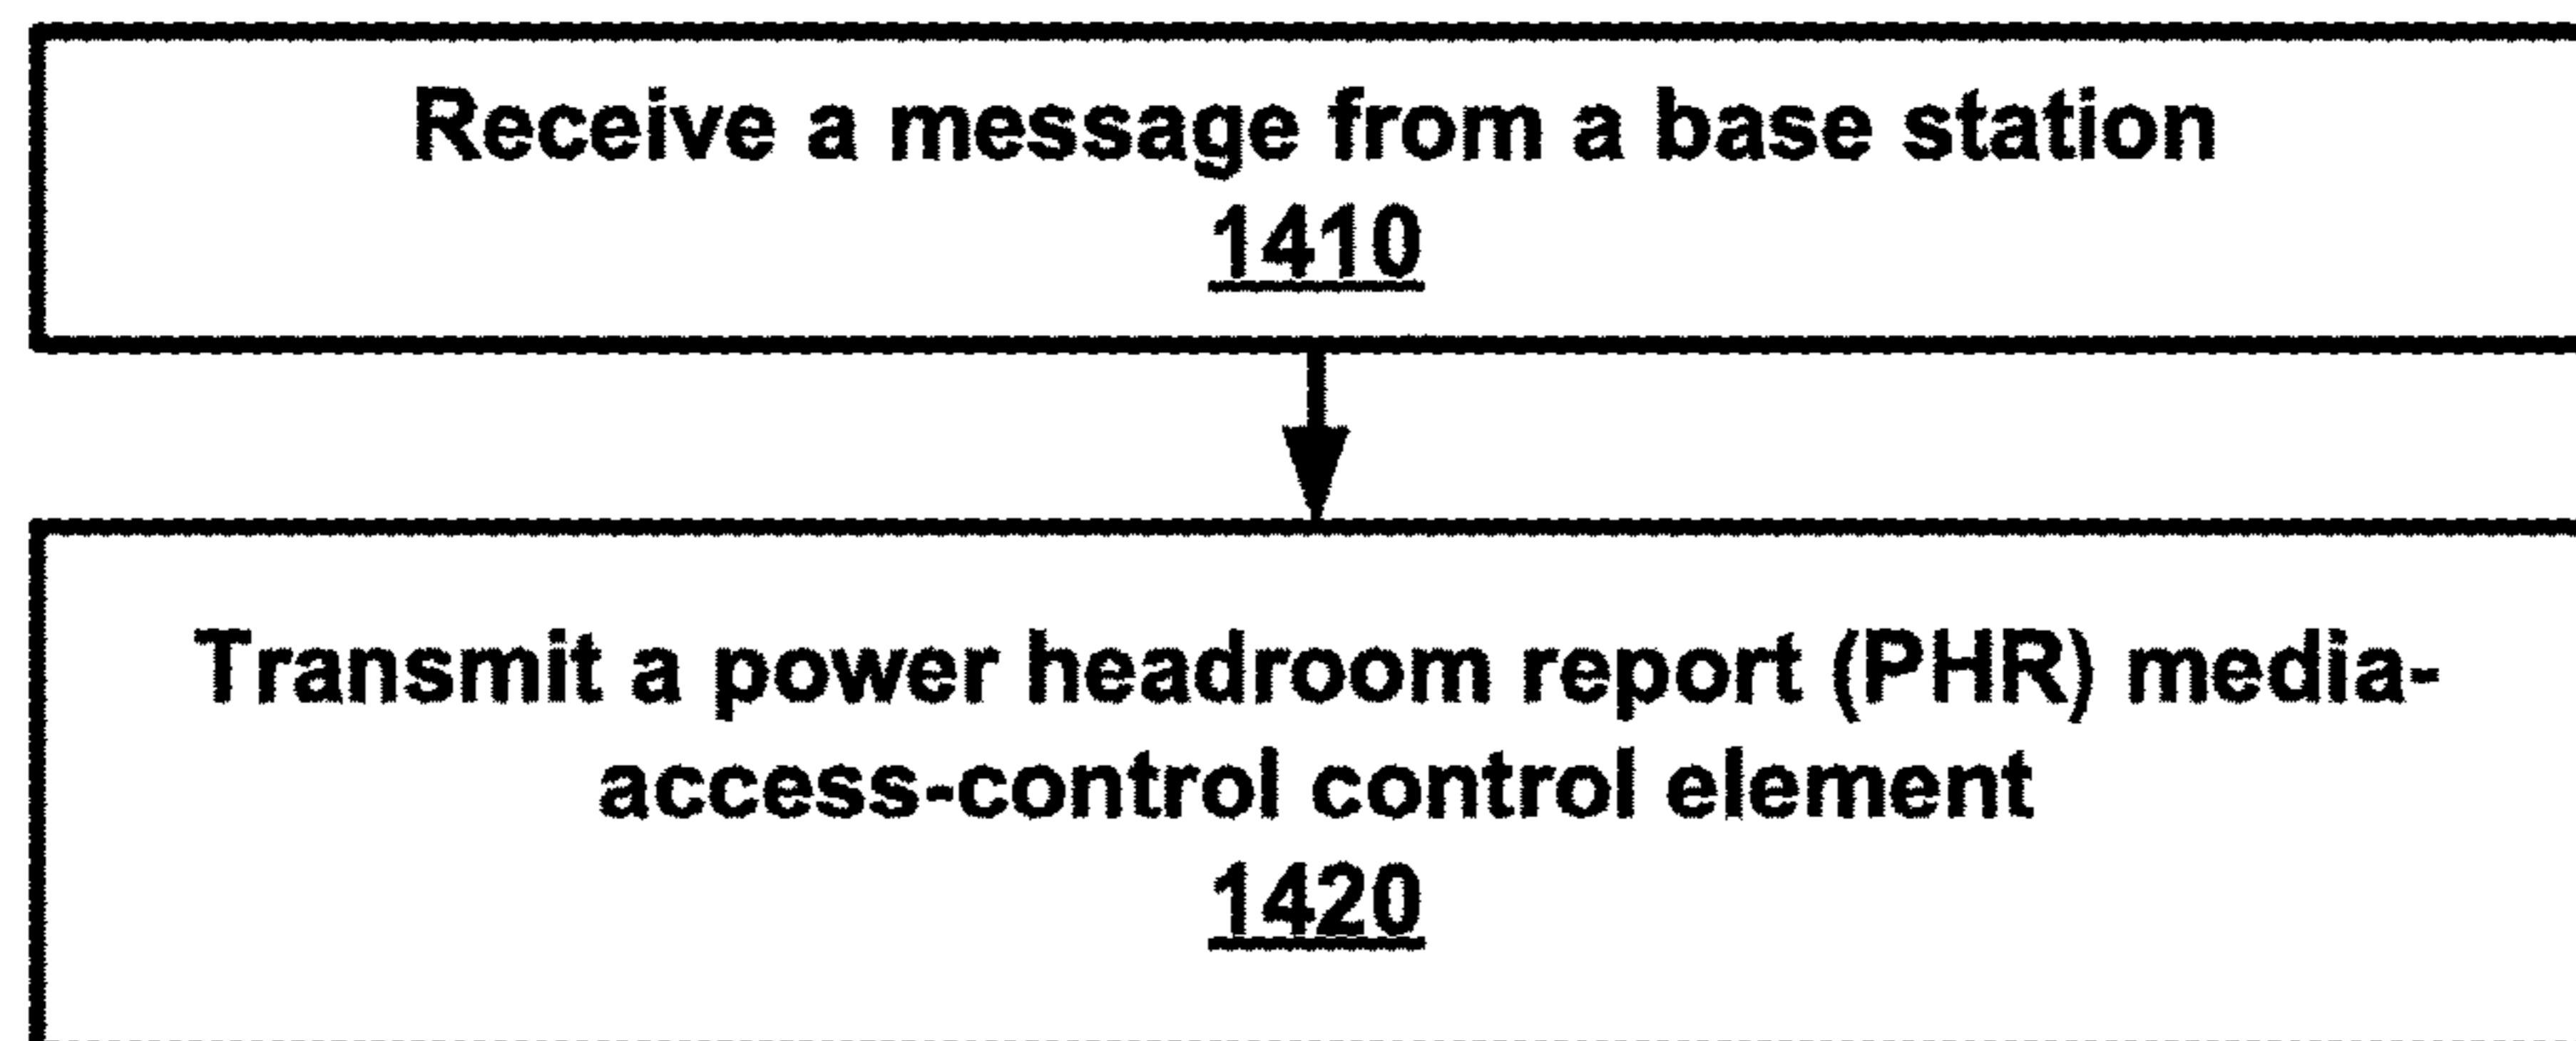 Receive a message from a base station
1410
Transmit a power headroom report (PHR) media-
access-control control element
1420